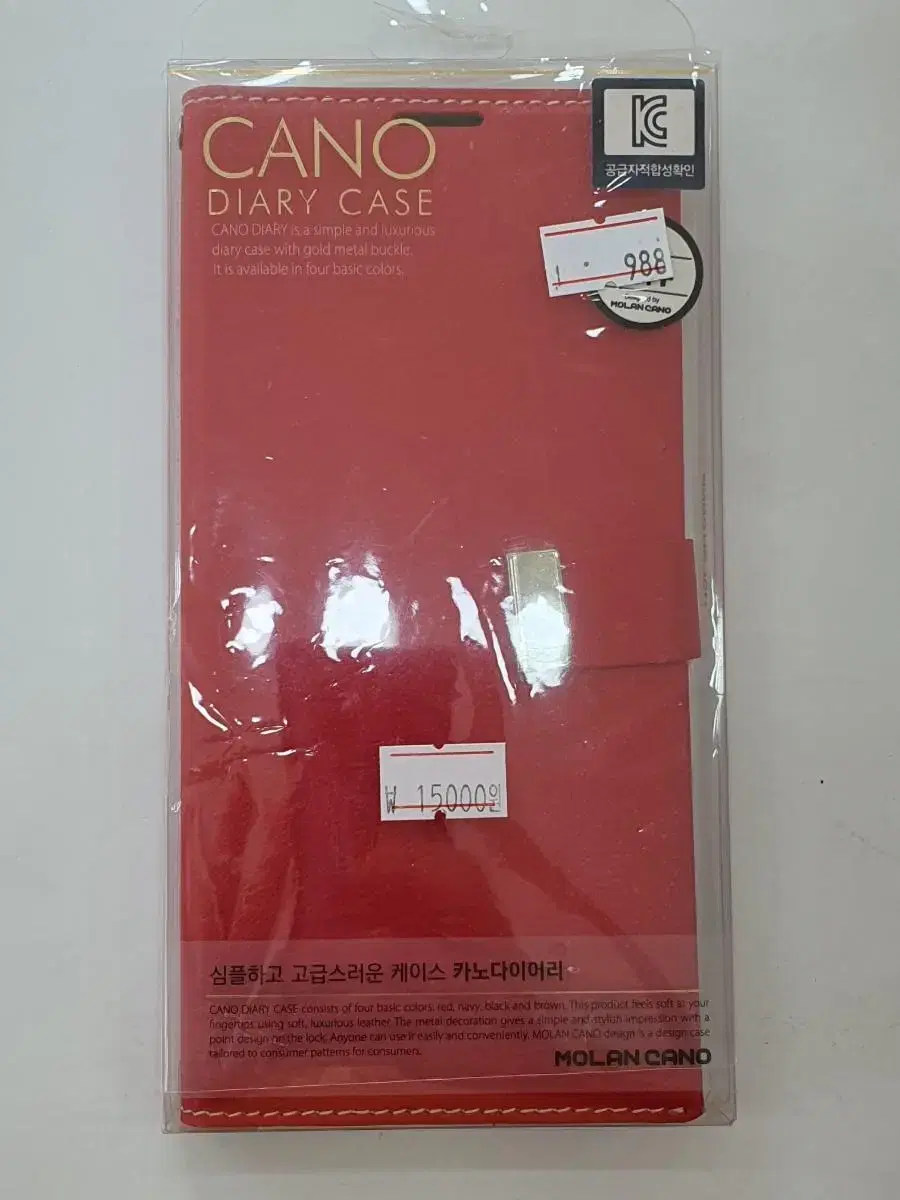 CANO
DIARY CASE
CANO DIARY is a simple and luxurious
diary case with gold metal buckle.
It is available in four basic colors.
공급자적합성확인
988
Designed by
MOLAN CANO
₩ 15000원
심플하고 고급스러운 케이스 카노다이어리
CANO DIARY CASE consists of four basic colors, red, navy, black and brown. This product feels soft at your
fingertips using soft, luxurious leather. The metal decoration gives a simple and stylish impression with a
point design on the lock. Anyone can use it easily and conveniently. MOLAN CANO design is a design case
tailored to consumer patterns for consumers.
MOLAN CANO